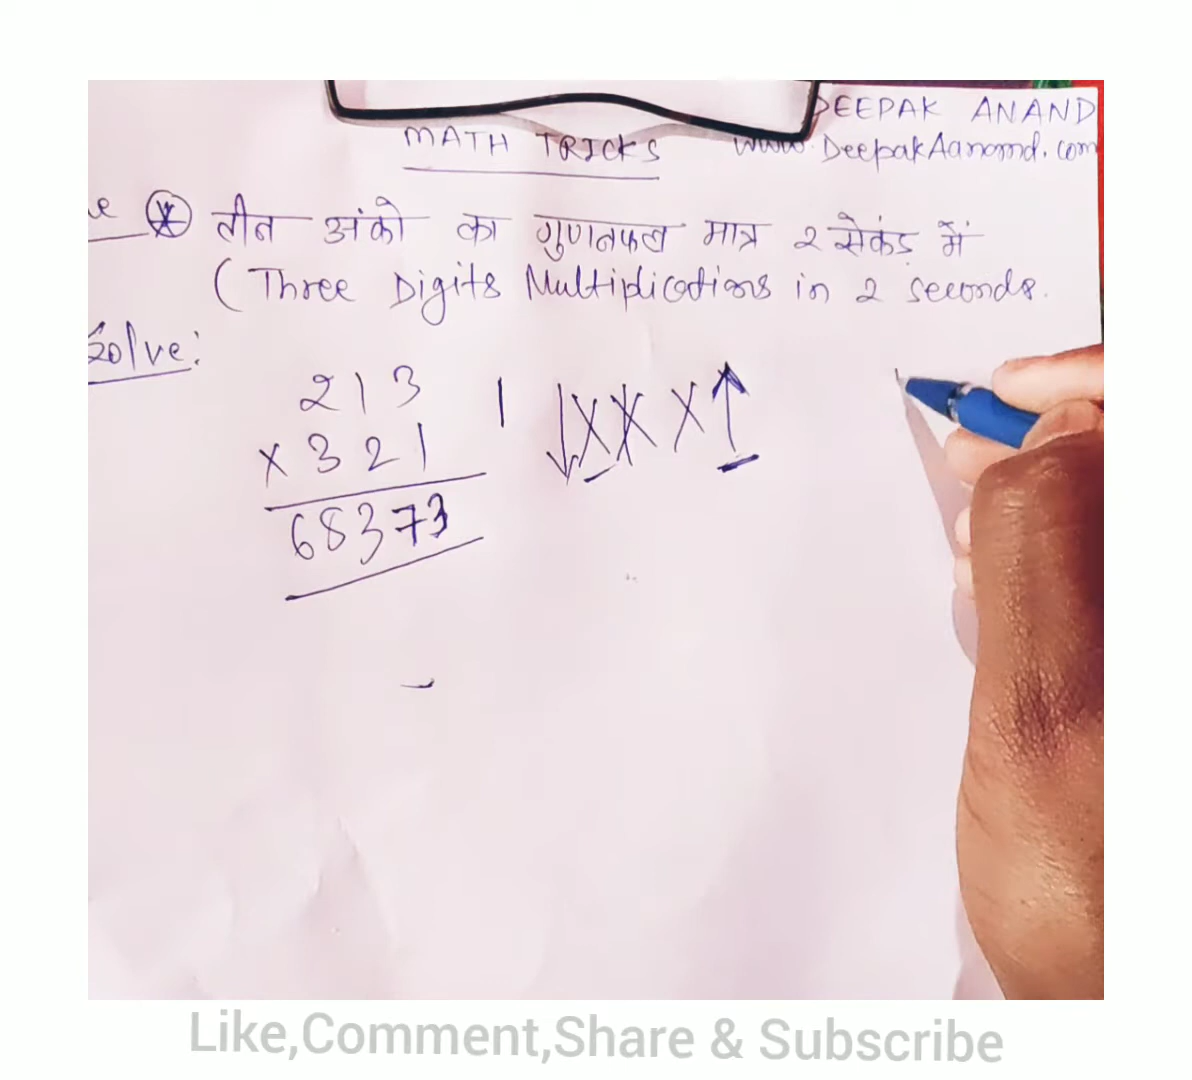 DEEPAK ANAND
MATH TRICKS www.DeepakAanand.com
तीन अंको का गुणनफल मात्र 2 सेकंड में
(Three Digits Multiplications in 2 seconds.
Solve:
213
x 321
68373
Like,Comment,Share & Subscribe